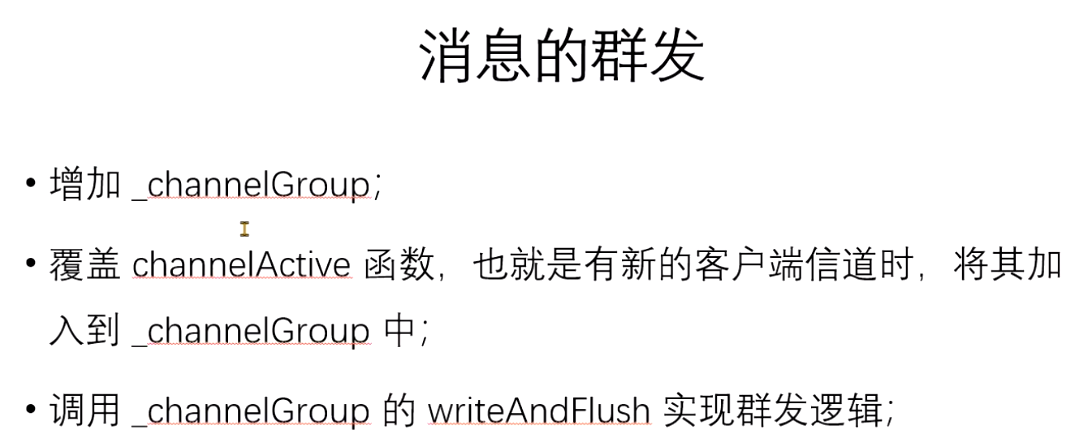 消息的群发
• 增加 _channelGroup;
• 覆盖 channelActive 函数，也就是有新的客户端信道时，将其加
入到 _channelGroup 中;
• 调用 _channelGroup 的 writeAndFlush 实现群发逻辑;